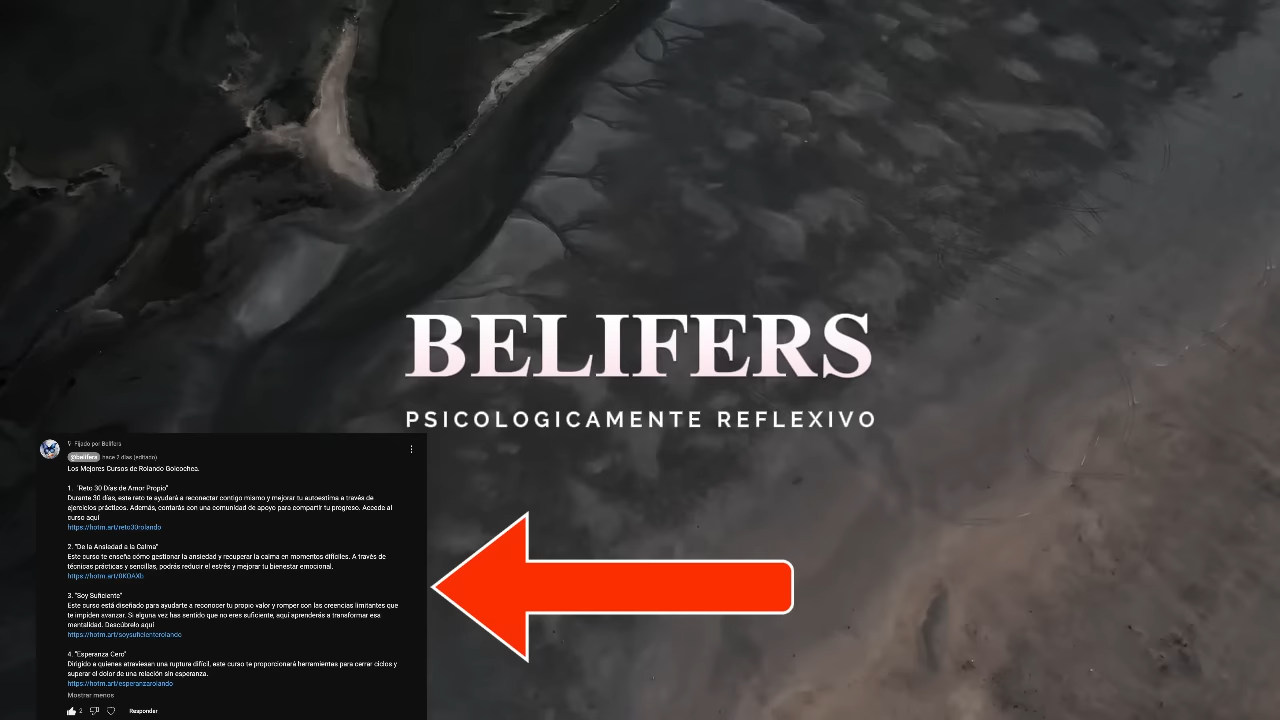 BELIFERS
PSICOLOGICAMENTE REFLEXIVO
Fijado por Belifers
@belifers hace 2 días (editado)
Los Mejores Cursos de Rolando Goicochea.
1. "Reto 30 Días de Amor Propio"
Durante 30 días, este reto te ayudará a reconectar contigo mismo y mejorar tu autoestima a través de
ejercicios prácticos. Además, contarás con una comunidad de apoyo para compartir tu progreso. Accede al
curso aquí
https://hotm.art/reto30rolando
2. "De la Ansiedad a la Calma"
Este curso te enseña cómo gestionar la ansiedad y recuperar la calma en momentos difíciles. A través de
técnicas prácticas y sencillas, podrás reducir el estrés y mejorar tu bienestar emocional.
https://hotm.art/0KOAXb
3. "Soy Suficiente"
Este curso está diseñado para ayudarte a reconocer tu propio valor y romper con las creencias limitantes que
te impiden avanzar. Si alguna vez has sentido que no eres suficiente, aquí aprenderás a transformar esa
mentalidad. Descúbrelo aquí
https://hotm.art/soysuficienterolando
4. "Esperanza Cero"
Dirigido a quienes atraviesan una ruptura difícil, este curso te proporcionará herramientas para cerrar ciclos y
superar el dolor de una relación sin esperanza.
https://hotm.art/esperanzarolando
Mostrar menos
2
Responder